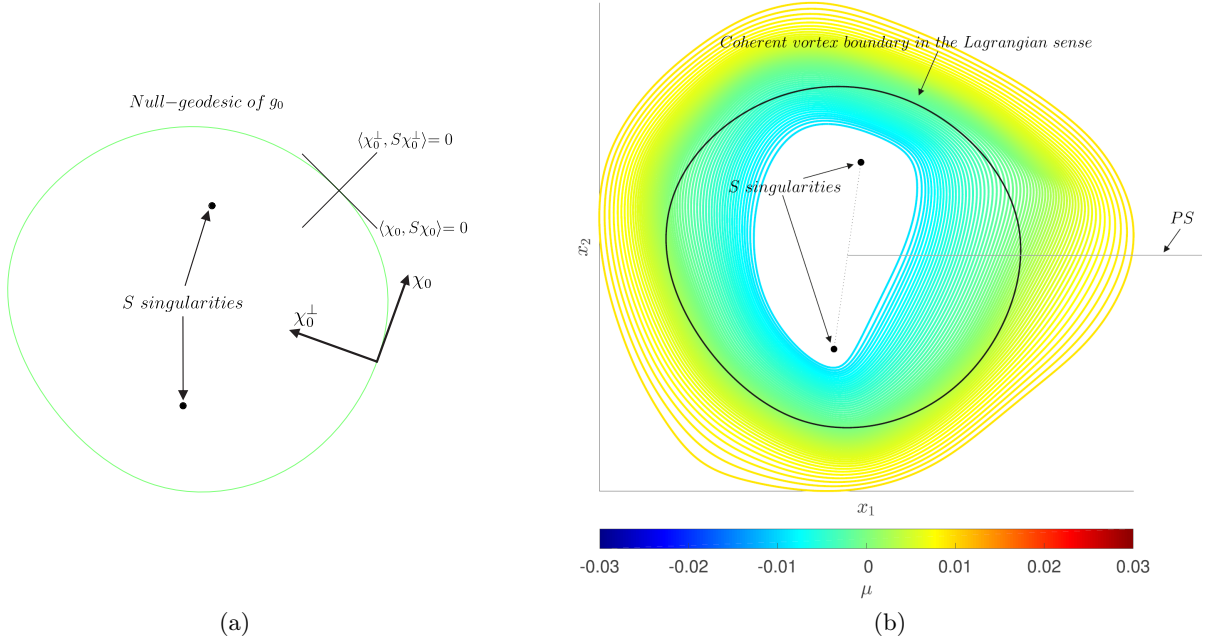 Null−geodesic of g₀
⟨χ₀^⊥, Sχ₀^⊥⟩ = 0
⟨χ₀, Sχ₀⟩ = 0
χ₀
χ₀^⊥
S singularities
(a)
Coherent vortex boundary in the Lagrangian sense
S singularities
PS
x₂
x₁
-0.03 -0.02 -0.01 0 0.01 0.02 0.03
μ
(b)